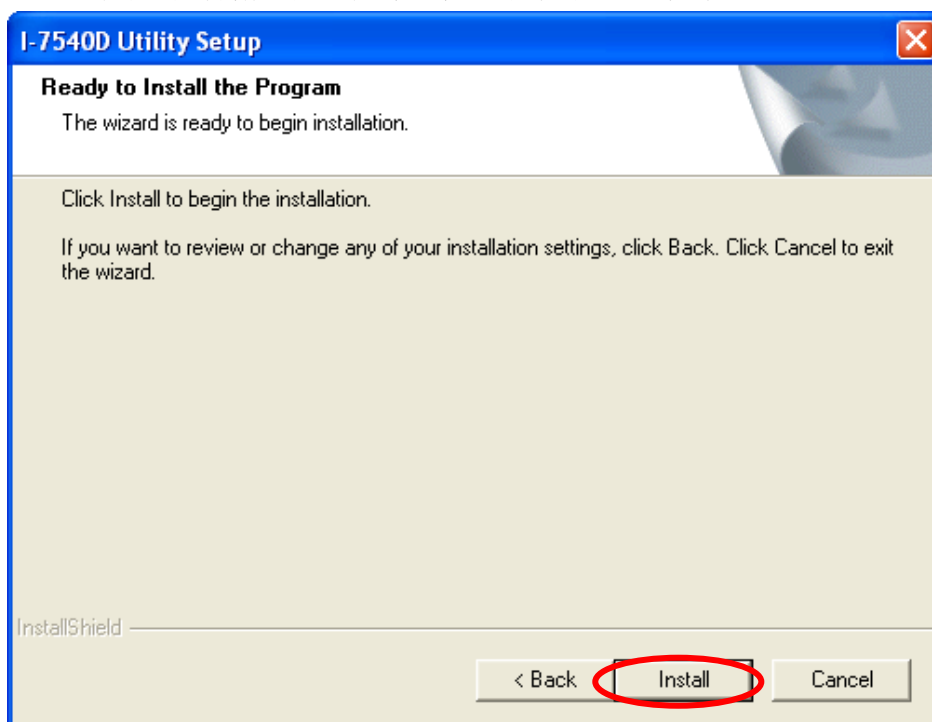 I-7540D Utility Setup
Ready to Install the Program
The wizard is ready to begin installation.
Click Install to begin the installation.
If you want to review or change any of your installation settings, click Back. Click Cancel to exit
the wizard.
InstallShield
< Back Install Cancel